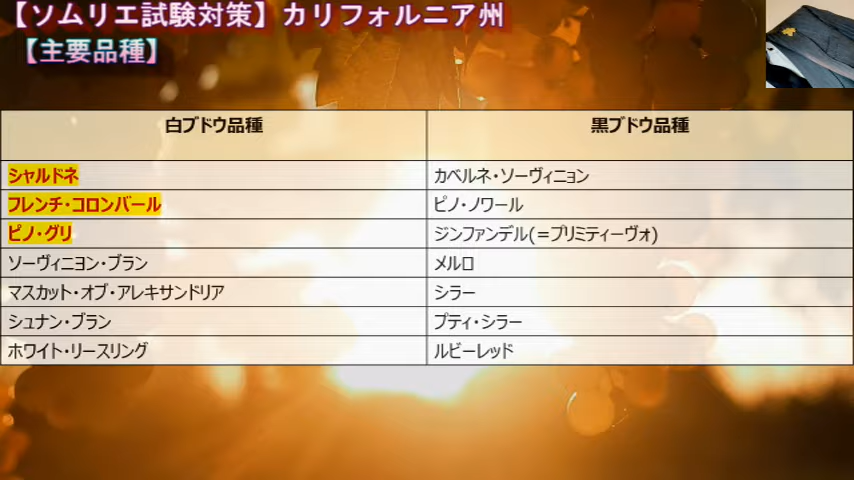 【ソムリエ試験対策】カリフォルニア州
【主要品種】
白ブドウ品種 黒ブドウ品種
シャルドネ カベルネ・ソーヴィニョン
フレンチ・コロンバール ピノ・ノワール
ピノ・グリ ジンファンデル(=プリミティーヴォ)
ソーヴィニヨン・ブラン メルロ
マスカット・オブ・アレキサンドリア シラー
シュナン・ブラン プティ・シラー
ホワイト・リースリング ルビーレッド